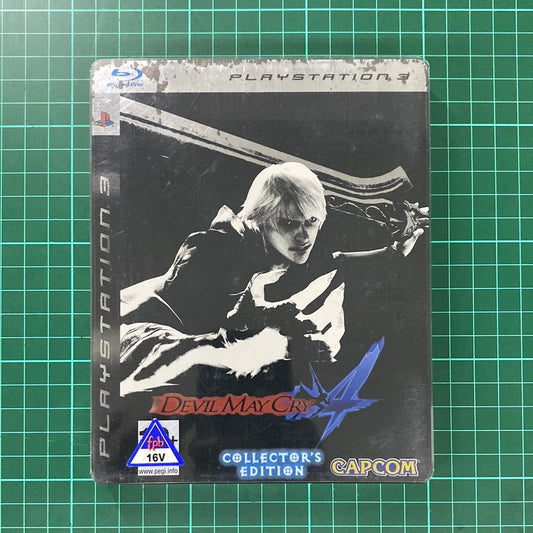 Blu-ray Disc
PLAYSTATION 3
PLAYSTATION 3
DEVIL MAY CRY 4
fpb
16V
www.pegi.info
COLLECTOR'S
EDITION
CAPCOM